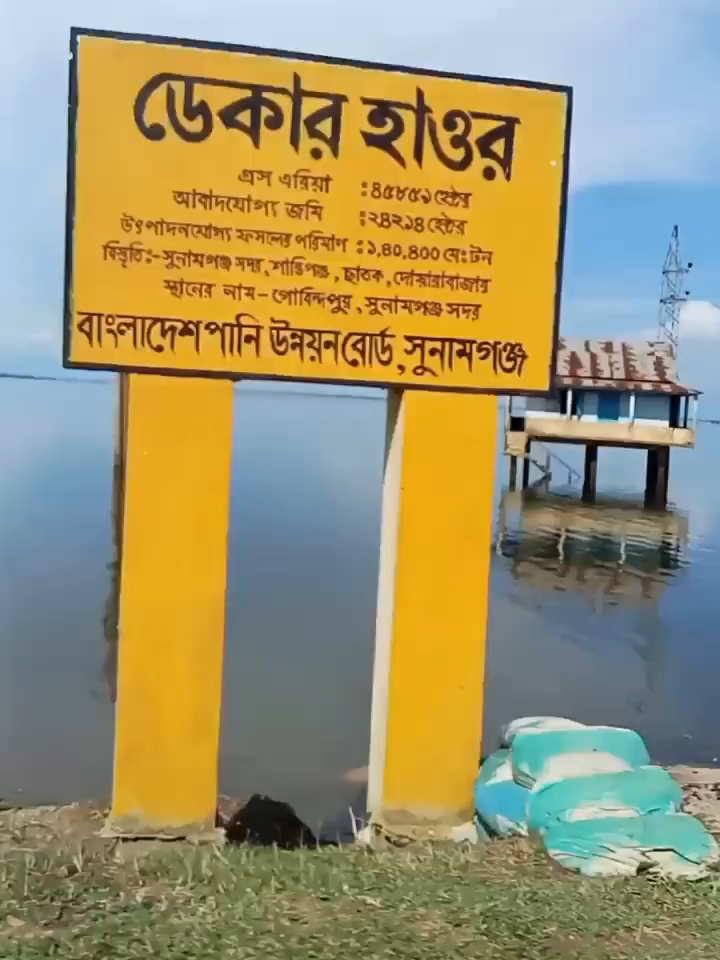 ডেকার হাওর
গ্রস এরিয়া :৪৫৮৫৯ হেক্টর
আবাদযোগ্য জমি :২৪২১৪ হেক্টর
উৎপাদনযোগ্য ফসলের পরিমাণ :১,৪০,৪০০ মেঃটন
বিস্তৃতিঃ-সুনামগঞ্জ সদর,শান্তিগঞ্জ, ছাতক,দোয়ারাবাজার
স্থানের নাম-গোবিন্দপুর,সুনামগঞ্জ সদর
বাংলাদেশ পানি উন্নয়ন বোর্ড,সুনামগঞ্জ